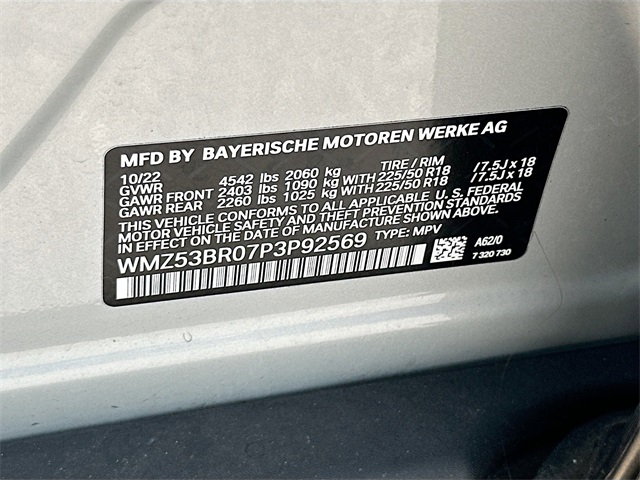 MFD BY BAYERISCHE MOTOREN WERKE AG
10/22 TIRE / RIM
GVWR 4542 lbs 2060 kg
GAWR FRONT 2403 lbs 1090 kg WITH 225/50 R18 / 7.5J x 18
GAWR REAR 2260 lbs 1025 kg WITH 225/50 R18 / 7.5J x 18
THIS VEHICLE CONFORMS TO ALL APPLICABLE U. S. FEDERAL
MOTOR VEHICLE SAFETY, BUMPER, AND THEFT PREVENTION
STANDARDS IN EFFECT ON THE DATE OF MANUFACTURE SHOWN ABOVE.
WMZ53BR07P3P92569 TYPE: MPV
A62/0
7 320 730